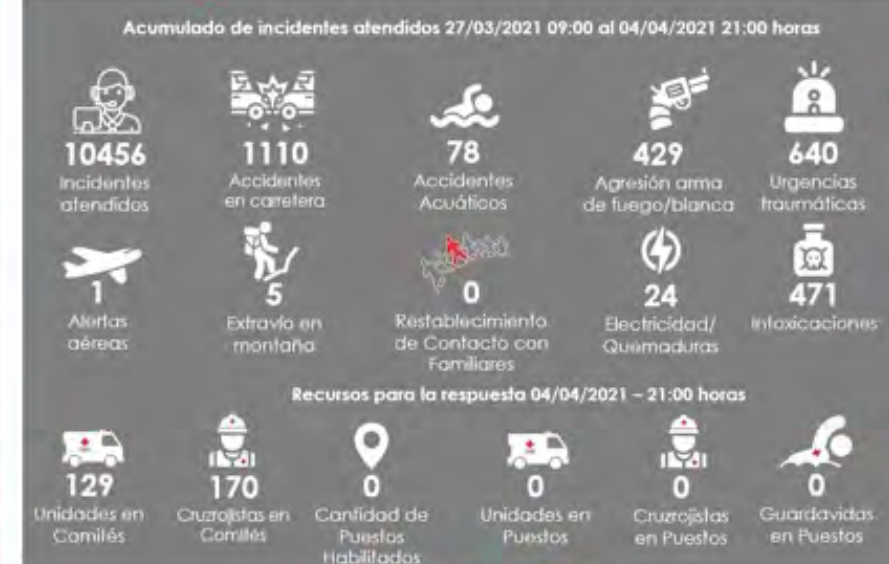 Acumulado de incidentes atendidos 27/03/2021 09:00 al 04/04/2021 21:00 horas
10456
Incidentes
atendidos
1110
Accidentes
en carretera
78
Accidentes
Acuáticos
429
Agresión arma
de fuego/blanca
640
Urgencias
traumáticas
1
Alertas
aéreas
5
Extravío en
montaña
0
Restablecimiento
de Contacto con
Familiares
24
Electricidad/
Quemaduras
471
Intoxicaciones
Recursos para la respuesta 04/04/2021 – 21:00 horas
129
Unidades en
Comités
170
Cruzrojistas en
Comités
0
Cantidad de
Puestos
Habilitados
0
Unidades en
Puestos
0
Cruzrojistas
en Puestos
0
Guardavidas
en Puestos